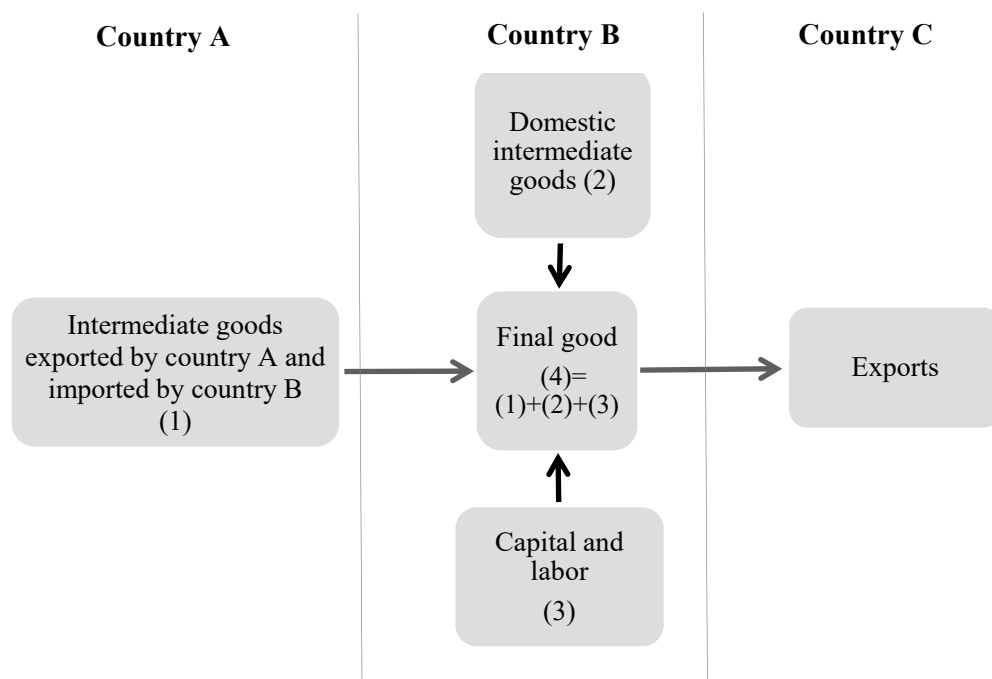 Country A
Country B
Country C
Domestic
intermediate
goods (2)
Intermediate goods
exported by country A and
imported by country B
(1)
Final good
(4)=
(1)+(2)+(3)
Exports
Capital and
labor
(3)